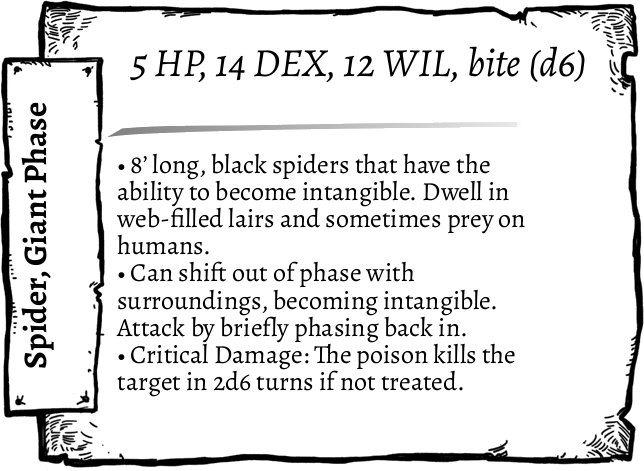 Spider, Giant Phase
5 HP, 14 DEX, 12 WIL, bite (d6)
• 8’ long, black spiders that have the
ability to become intangible. Dwell in
web-filled lairs and sometimes prey on
humans.
• Can shift out of phase with
surroundings, becoming intangible.
Attack by briefly phasing back in.
• Critical Damage: The poison kills the
target in 2d6 turns if not treated.